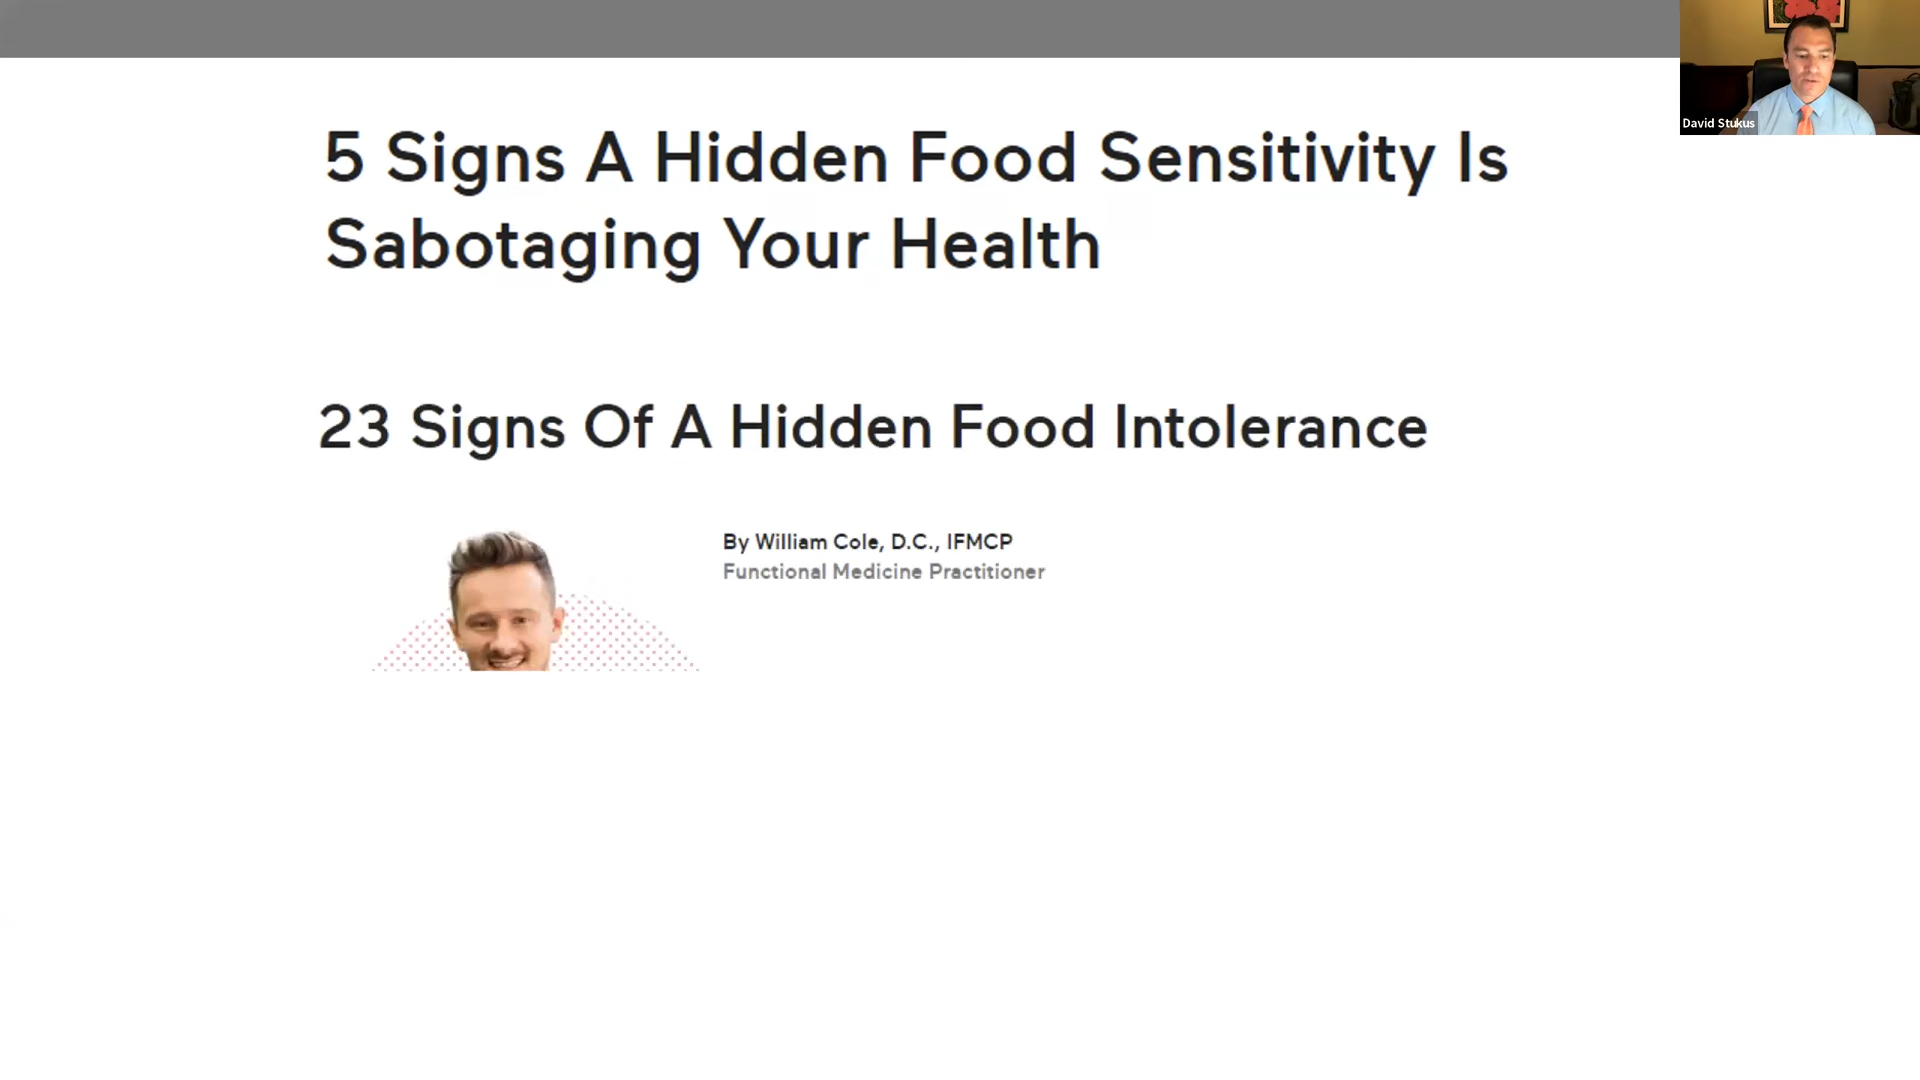 5 Signs A Hidden Food Sensitivity Is
Sabotaging Your Health
23 Signs Of A Hidden Food Intolerance
By William Cole, D.C., IFMCP
Functional Medicine Practitioner
David Stukus